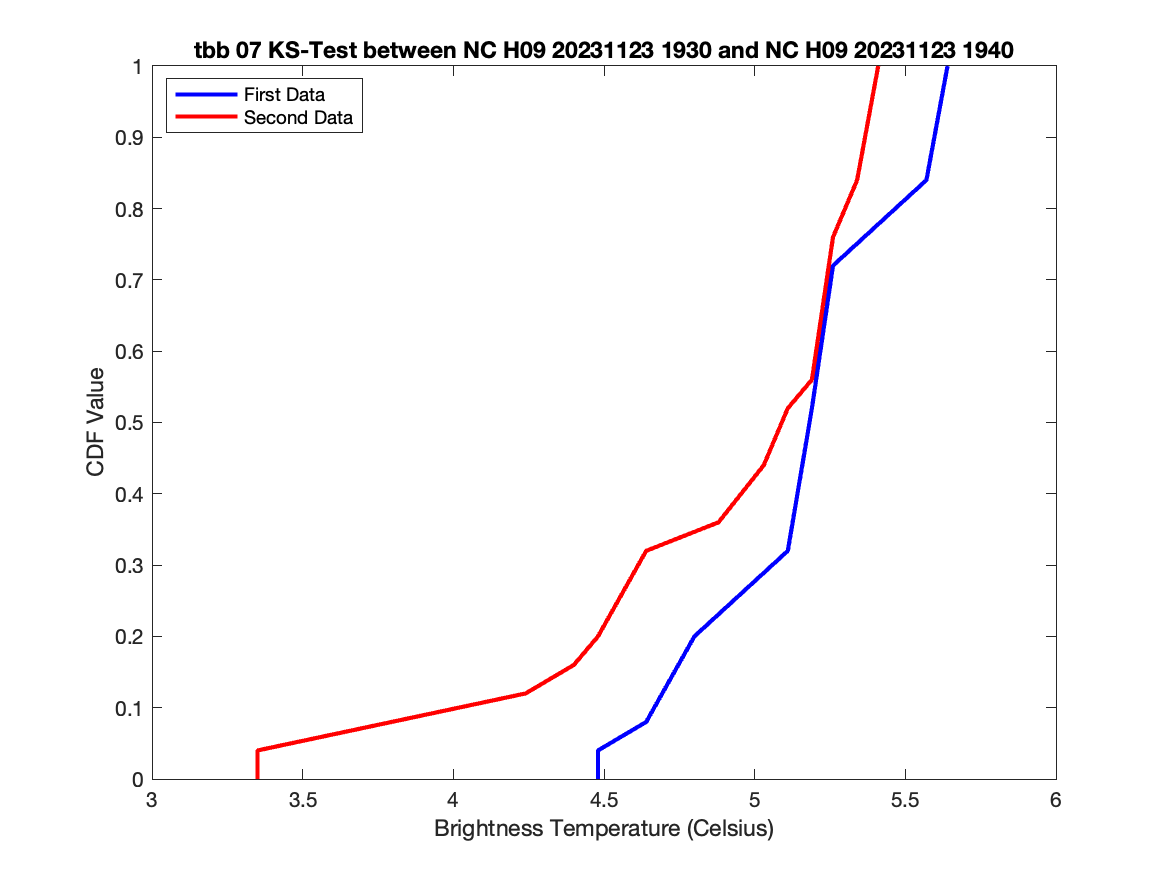 tbb 07 KS-Test between NC H09 20231123 1930 and NC H09 20231123 1940
First Data
Second Data
1
0.9
0.8
0.7
0.6
0.5
0.4
0.3
0.2
0.1
0
CDF Value
3 3.5 4 4.5 5 5.5 6
Brightness Temperature (Celsius)